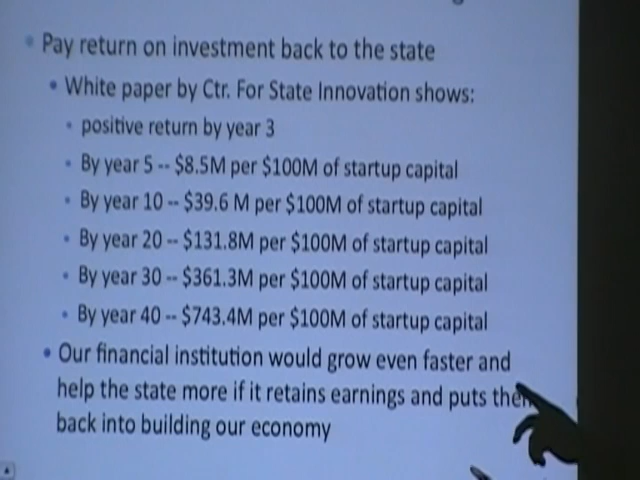 Pay return on investment back to the state
White paper by Ctr. For State Innovation shows:
positive return by year 3
By year 5 -- $8.5M per $100M of startup capital
By year 10 -- $39.6 M per $100M of startup capital
By year 20 -- $131.8M per $100M of startup capital
By year 30 -- $361.3M per $100M of startup capital
By year 40 -- $743.4M per $100M of startup capital
Our financial institution would grow even faster and
help the state more if it retains earnings and puts them
back into building our economy